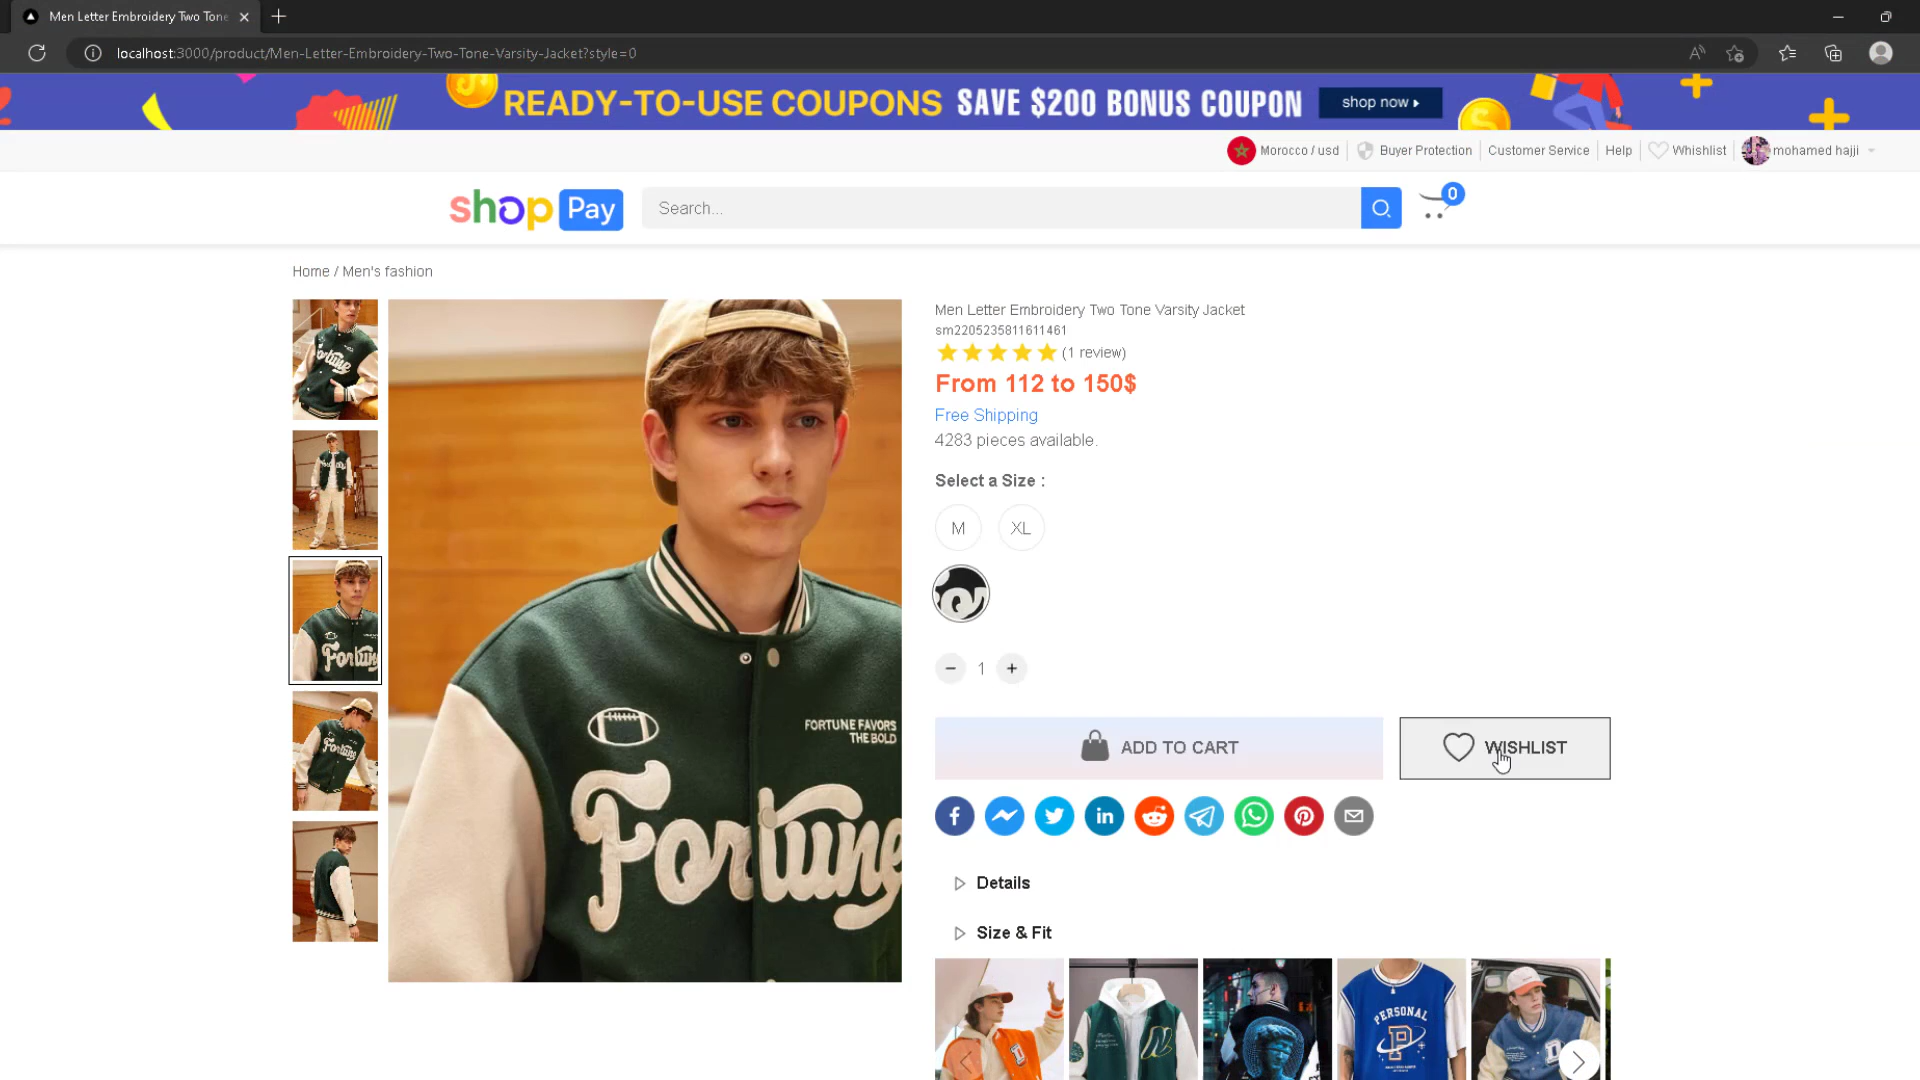 Men Letter Embroidery Two Tone
localhost:3000/product/Men-Letter-Embroidery-Two-Tone-Varsity-Jacket?style=0
READY-TO-USE COUPONS SAVE $200 BONUS COUPON shop now
Morocco / usd Buyer Protection Customer Service Help Whishlist mohamed hajji
shop Pay Search... 0
Home / Men's fashion
Men Letter Embroidery Two Tone Varsity Jacket
sm2205235811611461
(1 review)
From 112 to 150$
Free Shipping
4283 pieces available.
Select a Size :
M XL
- 1 +
FORTUNE FAVORS
THE BOLD
Fortune
ADD TO CART WISHLIST
Details
Size & Fit
PERSONAL
P